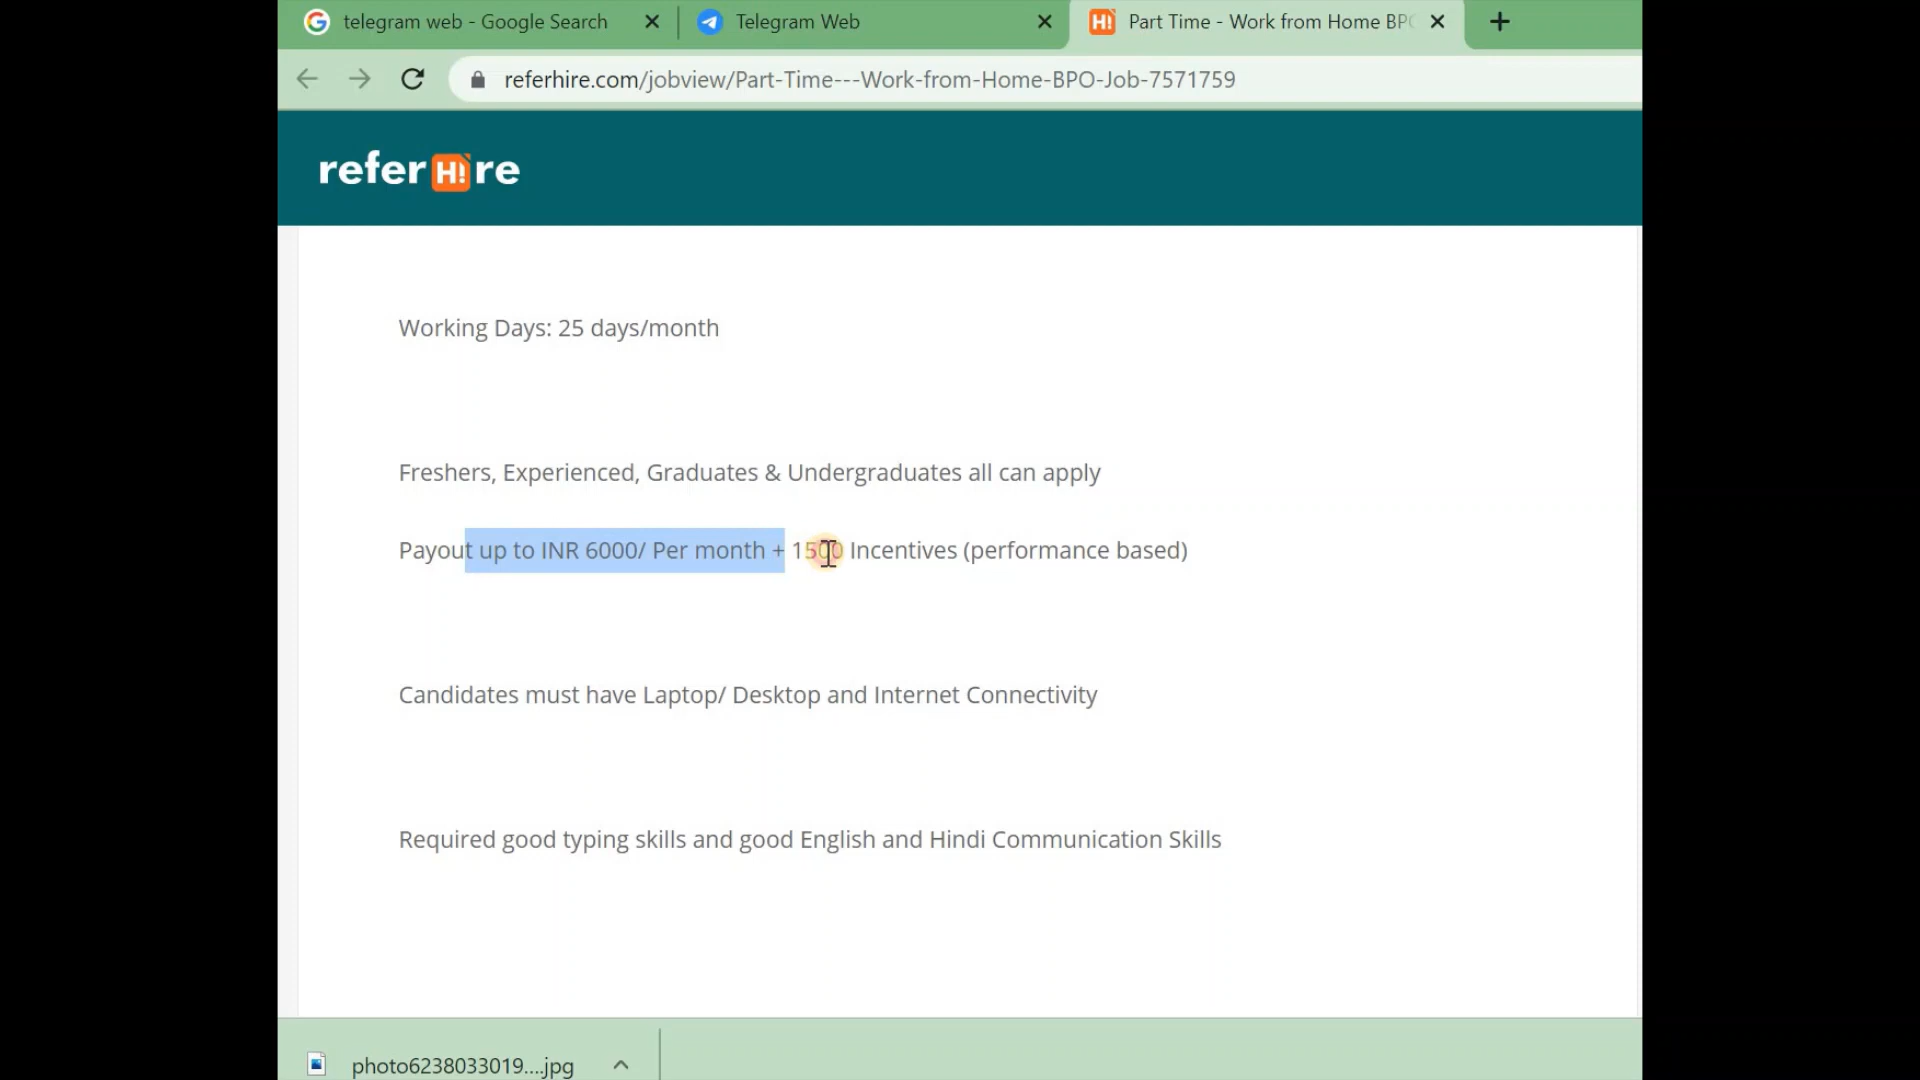 telegram web - Google Search
Telegram Web
Part Time - Work from Home BPO
referhire.com/jobview/Part-Time---Work-from-Home-BPO-Job-7571759
refer H! re
Working Days: 25 days/month
Freshers, Experienced, Graduates & Undergraduates all can apply
Payout up to INR 6000/ Per month + 1500 Incentives (performance based)
Candidates must have Laptop/ Desktop and Internet Connectivity
Required good typing skills and good English and Hindi Communication Skills
photo6238033019....jpg